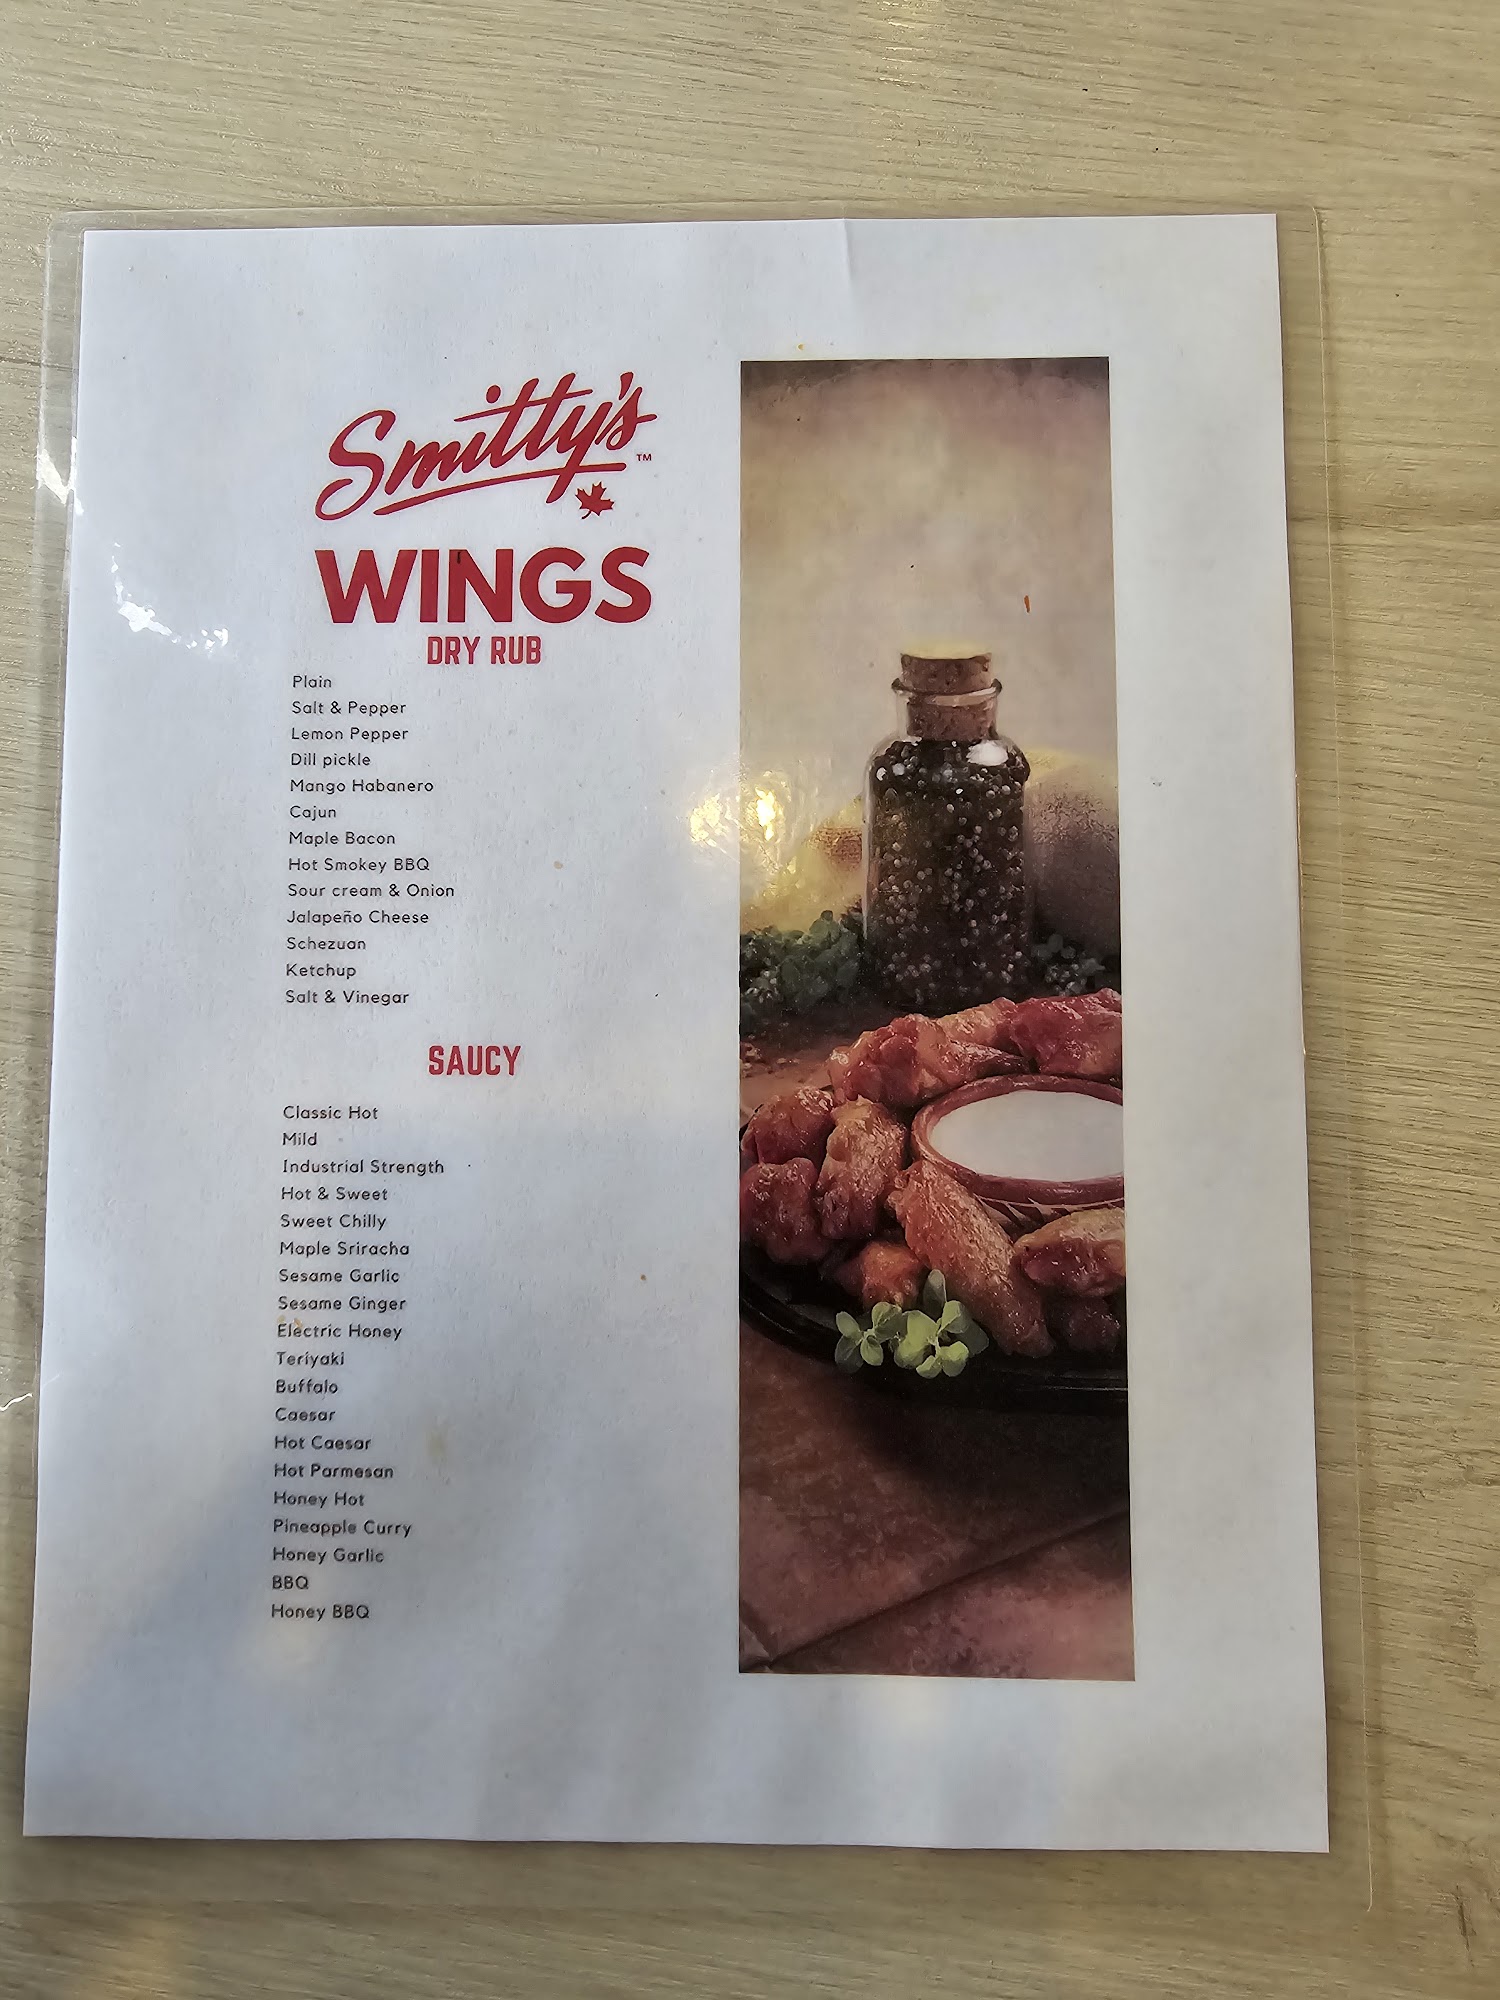 Smitty's™
WINGS
DRY RUB
Plain
Salt & Pepper
Lemon Pepper
Dill pickle
Mango Habanero
Cajun
Maple Bacon
Hot Smokey BBQ
Sour cream & Onion
Jalapeño Cheese
Schezuan
Ketchup
Salt & Vinegar
SAUCY
Classic Hot
Mild
Industrial Strength
Hot & Sweet
Sweet Chilly
Maple Sriracha
Sesame Garlic
Sesame Ginger
Electric Honey
Teriyaki
Buffalo
Caesar
Hot Caesar
Hot Parmesan
Honey Hot
Pineapple Curry
Honey Garlic
BBQ
Honey BBQ